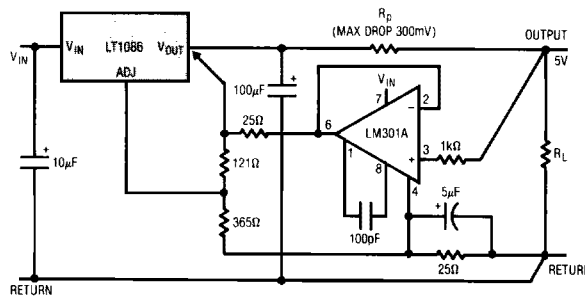 R_p
(MAX DROP 300mV)
OUTPUT
5V
V_IN
V_IN
LT1086
V_OUT
ADJ
100µF
+
V_IN
7
2
−
6
LM301A
25Ω
+
3
1kΩ
1
8
4
R_L
+
10µF
121Ω
365Ω
100pF
+
5µF
25Ω
RETURN
RETURN